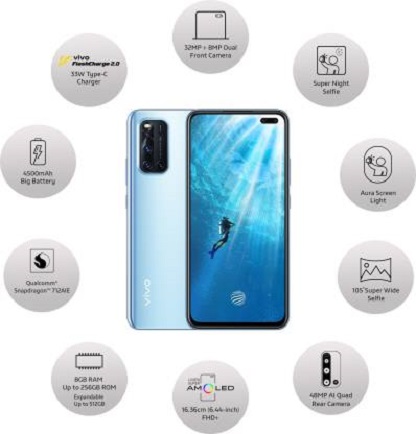 32MP + 8MP Dual
Front Camera
vivo
FlashCharge 2.0
33W Type-C
Charger
Super Night
Selfie
4500mAh
Big Battery
Aura Screen
Light
Qualcomm®
Snapdragon™ 712AIE
105° Super Wide
Selfie
vivo
8GB RAM
Up to 256GB ROM
Expandable
Up to 512GB
AMOLED
16.36cm (6.44-inch)
FHD+
48MP AI Quad
Rear Camera